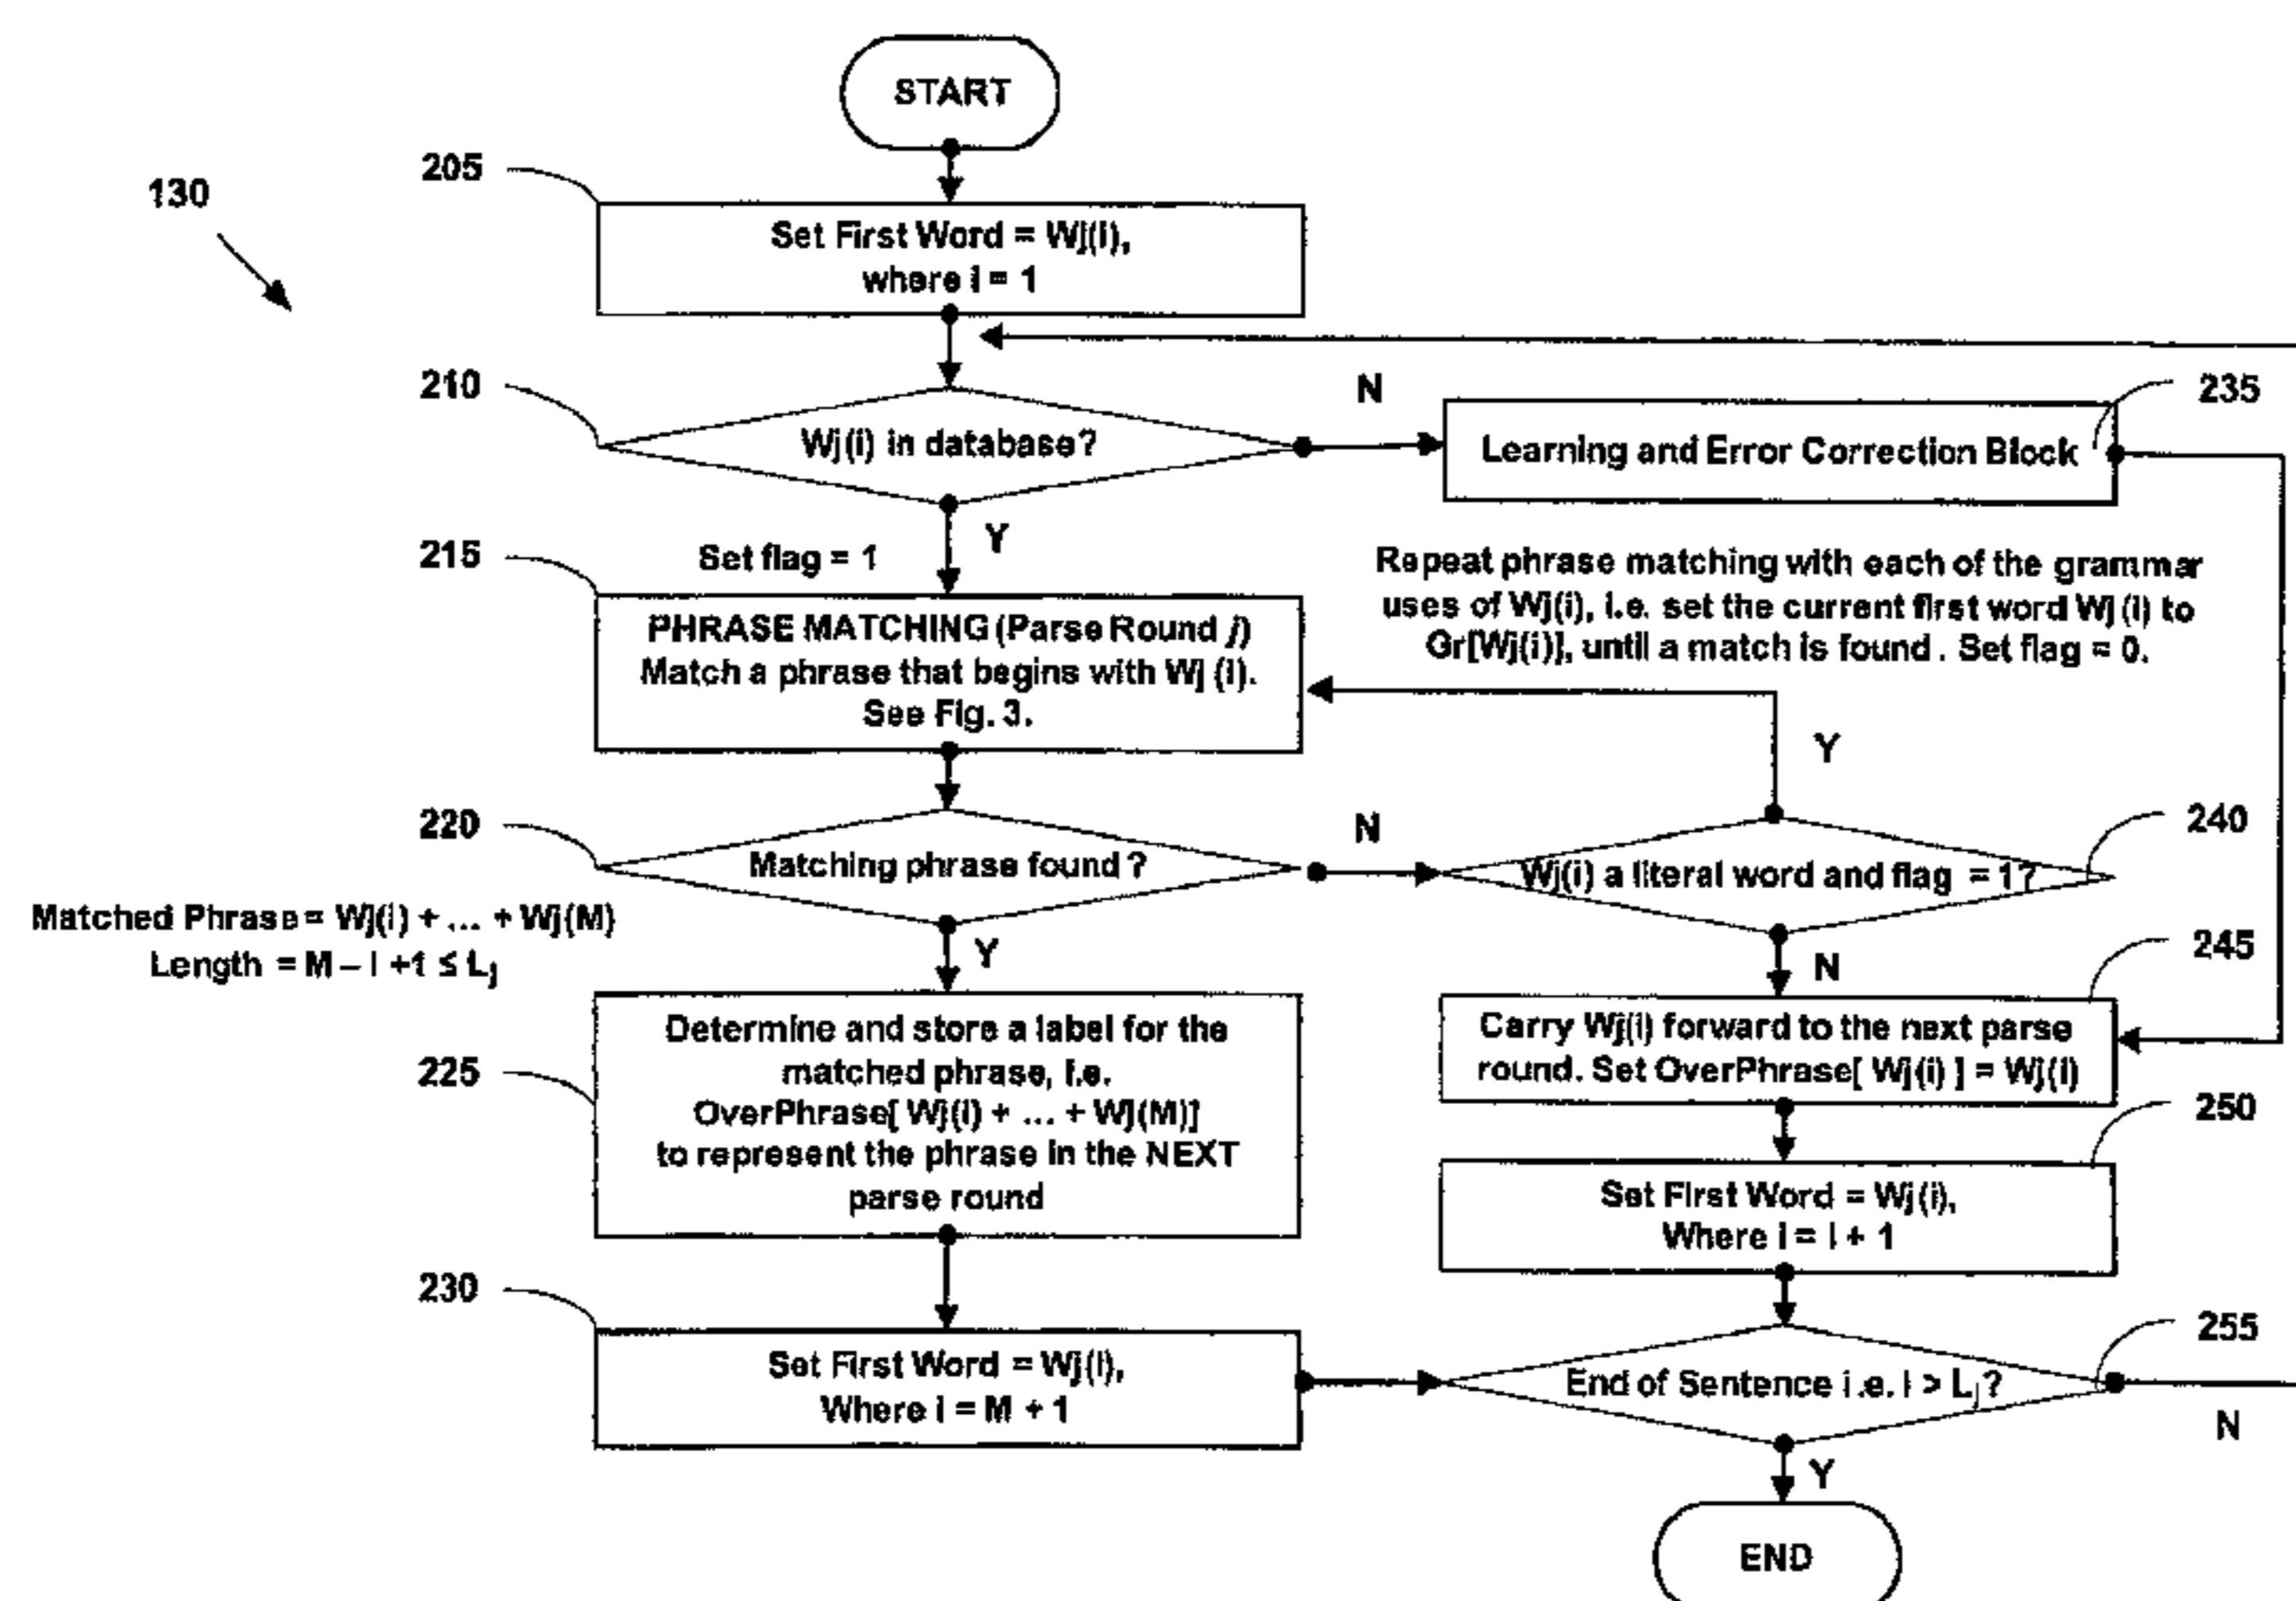 START
130
205
Set First Word = Wj(i),
where i = 1
210
Wj(i) in database?
N
235
Learning and Error Correction Block
Y
215
Set flag = 1
PHRASE MATCHING (Parse Round j)
Match a phrase that begins with Wj (i).
See Fig. 3.
Repeat phrase matching with each of the grammar
uses of Wj(i), i.e. set the current first word Wj (i) to
Gr[Wj(i)], until a match is found . Set flag = 0.
Y
220
Matching phrase found ?
N
240
Wj(i) a literal word and flag = 1?
Matched Phrase = Wj(i) + ... + Wj(M)
Length = M – i +1 ≤ Lj
Y
N
245
Carry Wj(i) forward to the next parse
round. Set OverPhrase[ Wj(i) ] = Wj(i)
225
Determine and store a label for the
matched phrase, i.e.
OverPhrase[ Wj(i) + ... + Wj(M)]
to represent the phrase in the NEXT
parse round
250
Set First Word = Wj(i),
Where i = i + 1
230
Set First Word = Wj(i),
Where i = M + 1
255
End of Sentence i.e. i > Lj ?
N
Y
END